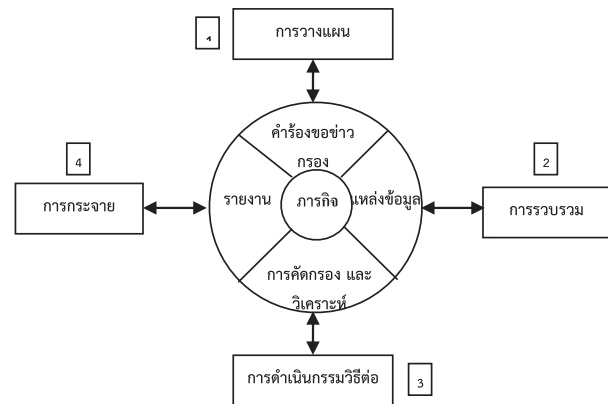 การวางแผน
1
คำร้องขอข่าว
กรอง
4
2
รายงาน
ภารกิจ
แหล่งข้อมูล
การกระจาย
การรวบรวม
การคัดกรอง และ
วิเคราะห์
การดำเนินกรรมวิธีต่อ
3